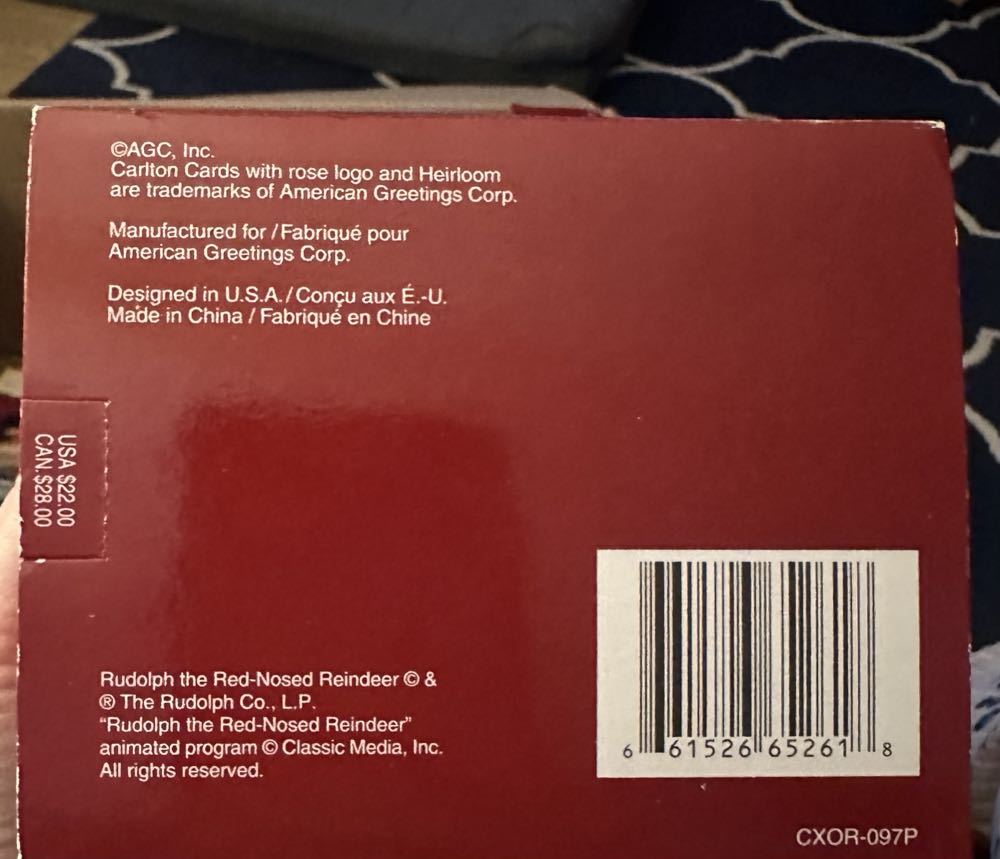 ©AGC, Inc.
Carlton Cards with rose logo and Heirloom
are trademarks of American Greetings Corp.
Manufactured for / Fabriqué pour
American Greetings Corp.
Designed in U.S.A. / Conçu aux É.-U.
Made in China / Fabriqué en Chine
USA $22.00
CAN.$28.00
Rudolph the Red-Nosed Reindeer © &
® The Rudolph Co., L.P.
“Rudolph the Red-Nosed Reindeer”
animated program © Classic Media, Inc.
All rights reserved.
6 61526 65261 8
CXOR-097P